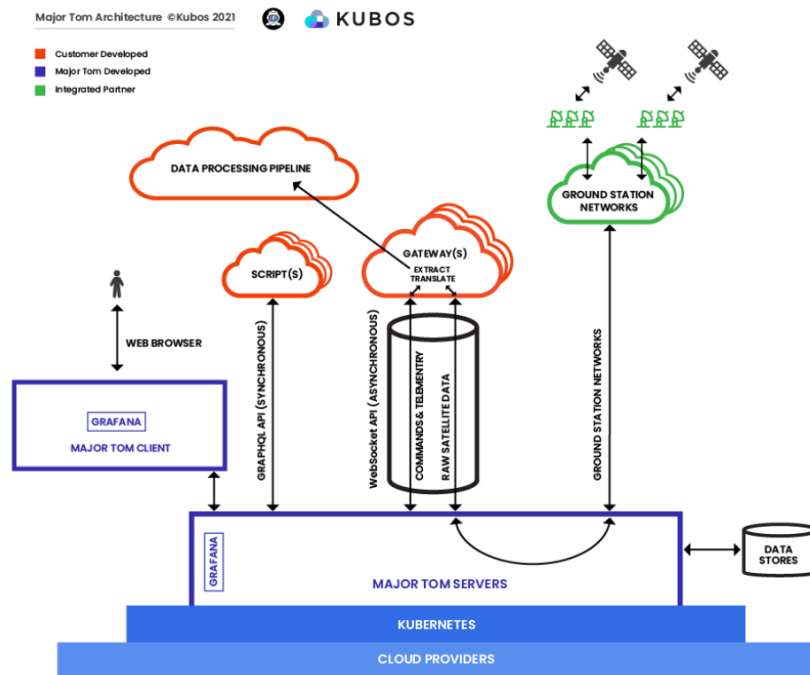 Major Tom Architecture ©Kubos 2021
KUBOS
Customer Developed
Major Tom Developed
Integrated Partner
DATA PROCESSING PIPELINE
GROUND STATION
NETWORKS
GATEWAY(S)
EXTRACT
TRANSLATE
SCRIPT(S)
WEB BROWSER
GRAPHQL API (SYNCHRONOUS)
WebSocket API (ASYNCHRONOUS)
COMMANDS & TELEMENTRY
RAW SATELLITE DATA
GROUND STATION NETWORKS
GRAFANA
MAJOR TOM CLIENT
GRAFANA
MAJOR TOM SERVERS
DATA
STORES
KUBERNETES
CLOUD PROVIDERS